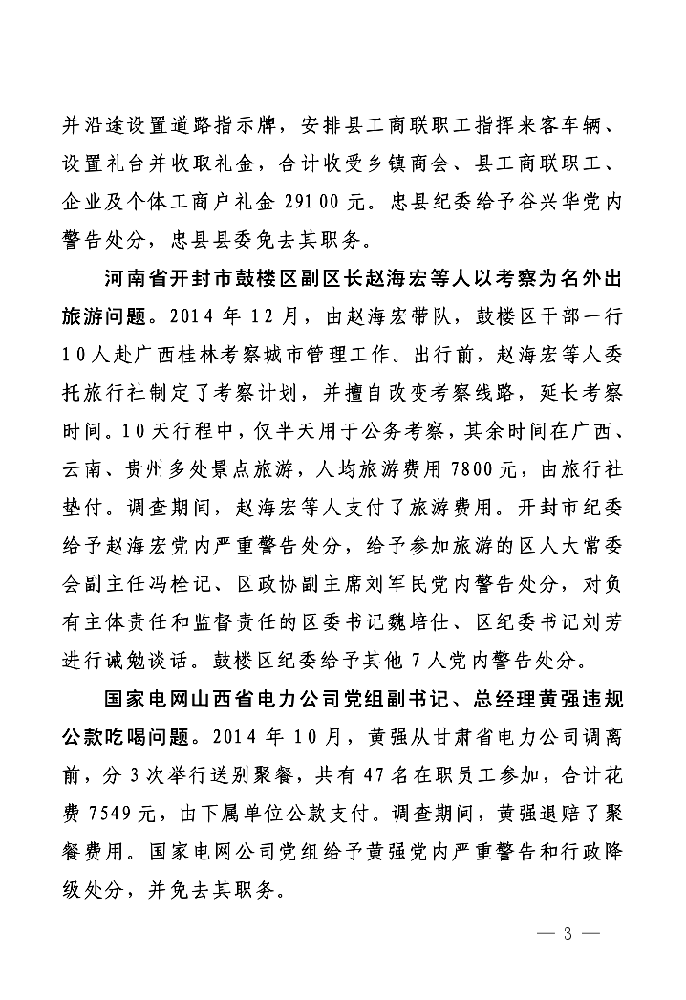 并沿途设置道路指示牌，安排县工商联职工指挥来客车辆、
设置礼台并收取礼金，合计收受乡镇商会、县工商联职工、
企业及个体工商户礼金 29100 元。忠县纪委给予谷兴华党内
警告处分，忠县县委免去其职务。
河南省开封市鼓楼区副区长赵海宏等人以考察为名外出
旅游问题。2014 年 12 月，由赵海宏带队，鼓楼区干部一行
10 人赴广西桂林考察城市管理工作。出行前，赵海宏等人委
托旅行社制定了考察计划，并擅自改变考察线路，延长考察
时间。10 天行程中，仅半天用于公务考察，其余时间在广西、
云南、贵州多处景点旅游，人均旅游费用 7800 元，由旅行社
垫付。调查期间，赵海宏等人支付了旅游费用。开封市纪委
给予赵海宏党内严重警告处分，给予参加旅游的区人大常委
会副主任冯栓记、区政协副主席刘军民党内警告处分，对负
有主体责任和监督责任的区委书记魏培仕、区纪委书记刘芳
进行诫勉谈话。鼓楼区纪委给予其他 7 人党内警告处分。
国家电网山西省电力公司党组副书记、总经理黄强违规
公款吃喝问题。2014 年 10 月，黄强从甘肃省电力公司调离
前，分 3 次举行送别聚餐，共有 47 名在职员工参加，合计花
费 7549 元，由下属单位公款支付。调查期间，黄强退赔了聚
餐费用。国家电网公司党组给予黄强党内严重警告和行政降
级处分，并免去其职务。
— 3 —